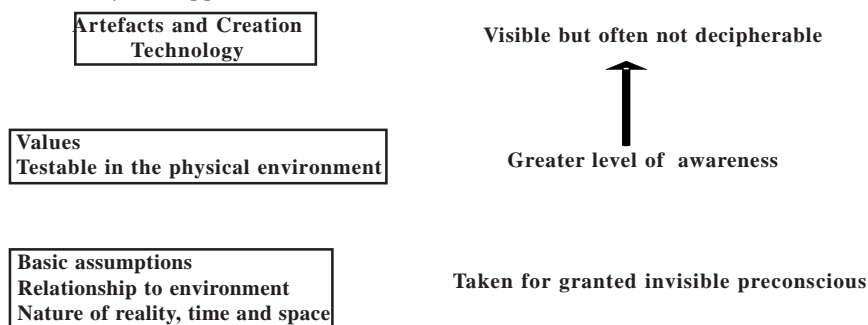 Artefacts and Creation
Technology
Visible but often not decipherable
Values
Testable in the physical environment
Greater level of awareness
Basic assumptions
Relationship to environment
Nature of reality, time and space
Taken for granted invisible preconscious